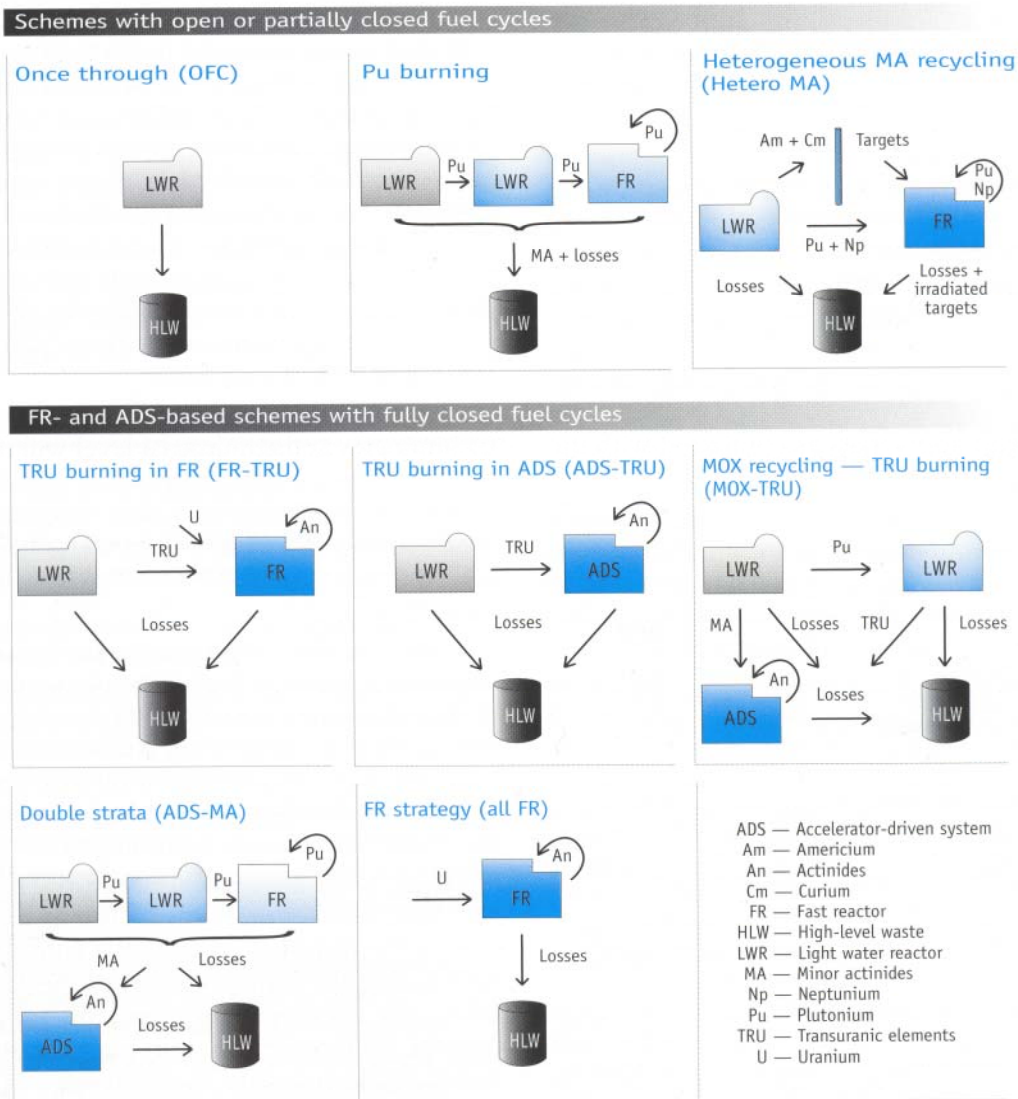 Schemes with open or partially closed fuel cycles
Once through (OFC)
LWR
HLW
Pu burning
Pu
LWR
Pu
LWR
Pu
FR
MA + losses
HLW
Heterogeneous MA recycling
(Hetero MA)
Am + Cm
Targets
Pu
Np
LWR
FR
Pu + Np
Losses
Losses +
irradiated
targets
HLW
FR- and ADS-based schemes with fully closed fuel cycles
TRU burning in FR (FR-TRU)
U
An
TRU
LWR
FR
Losses
HLW
TRU burning in ADS (ADS-TRU)
An
TRU
LWR
ADS
Losses
HLW
MOX recycling — TRU burning
(MOX-TRU)
Pu
LWR
LWR
MA
Losses
TRU
Losses
An
Losses
ADS
HLW
Double strata (ADS-MA)
Pu
LWR
Pu
LWR
Pu
FR
MA
Losses
An
Losses
ADS
HLW
FR strategy (all FR)
An
U
FR
Losses
HLW
ADS — Accelerator-driven system
Am — Americium
An — Actinides
Cm — Curium
FR — Fast reactor
HLW — High-level waste
LWR — Light water reactor
MA — Minor actinides
Np — Neptunium
Pu — Plutonium
TRU — Transuranic elements
U — Uranium